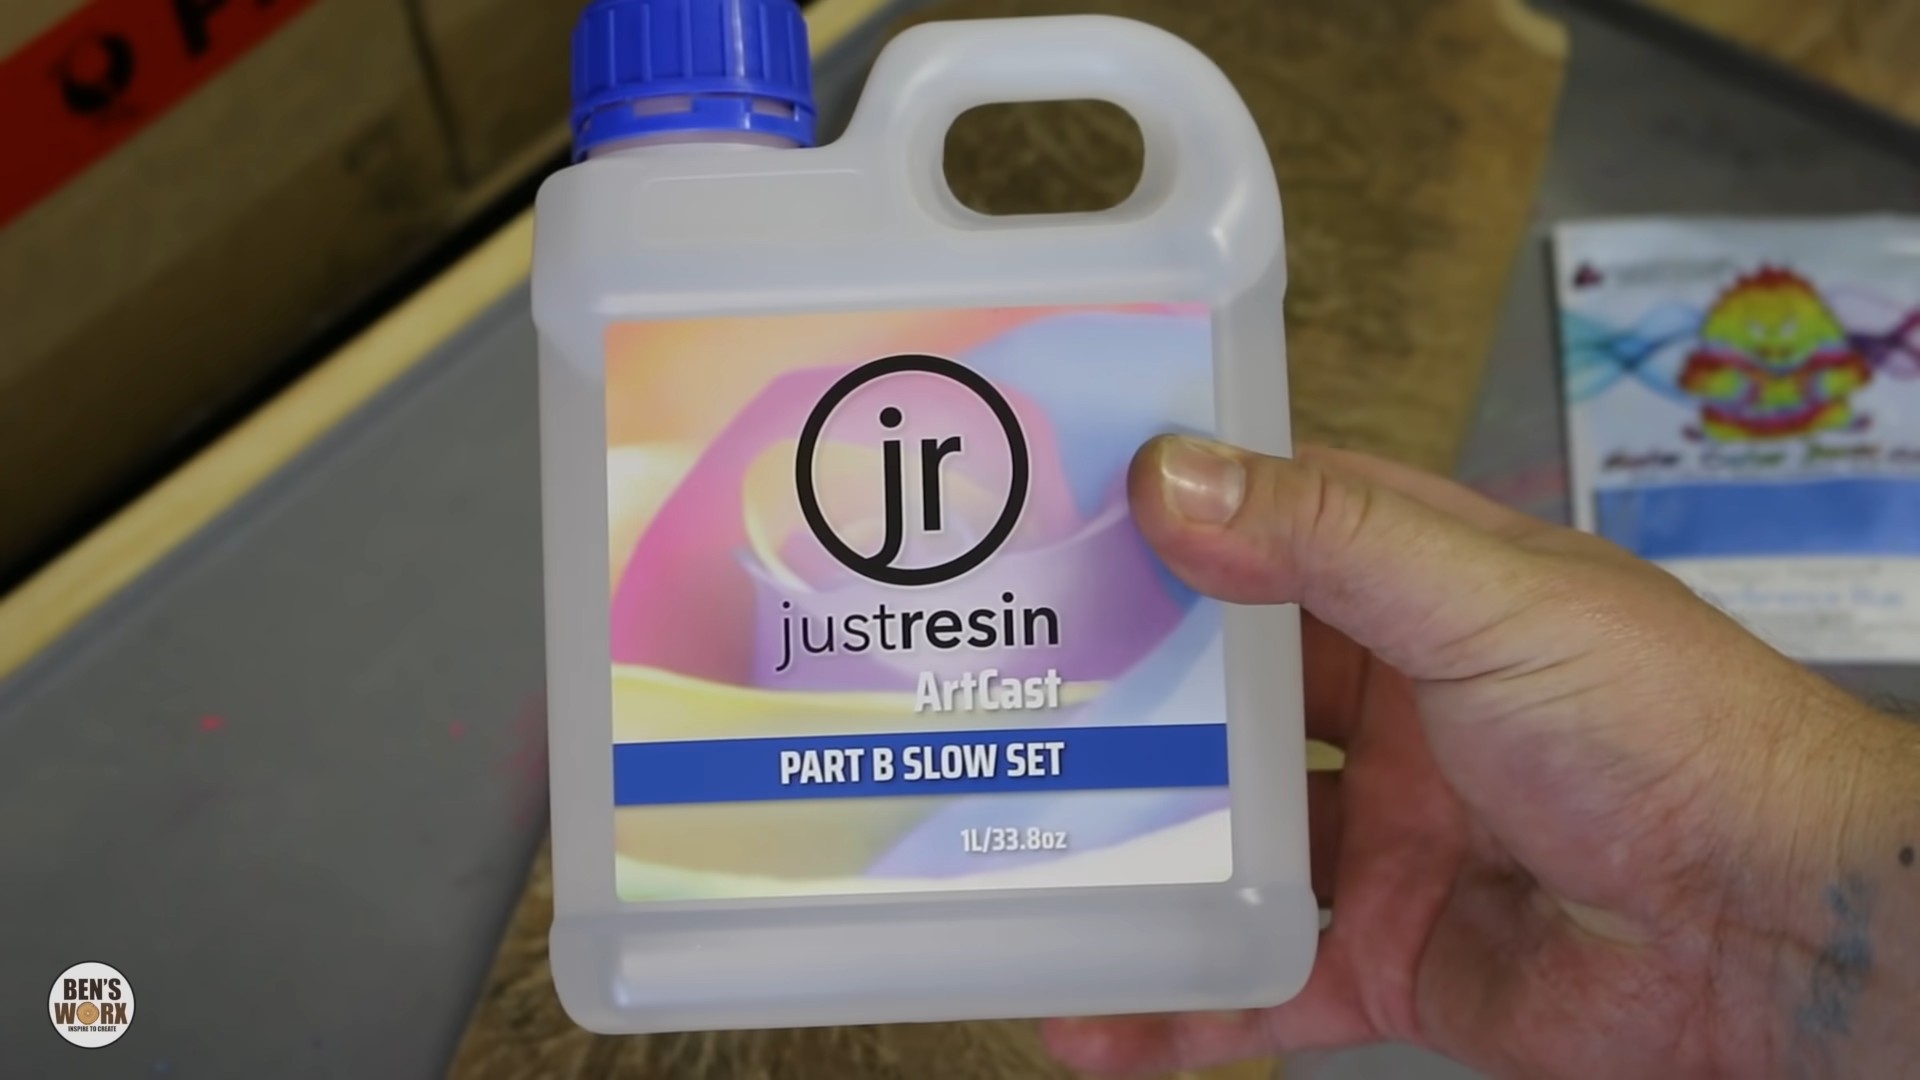 jr
justresin
ArtCast
PART B SLOW SET
1L/33.8oz
BEN'S
WORX
INSPIRE TO CREATE